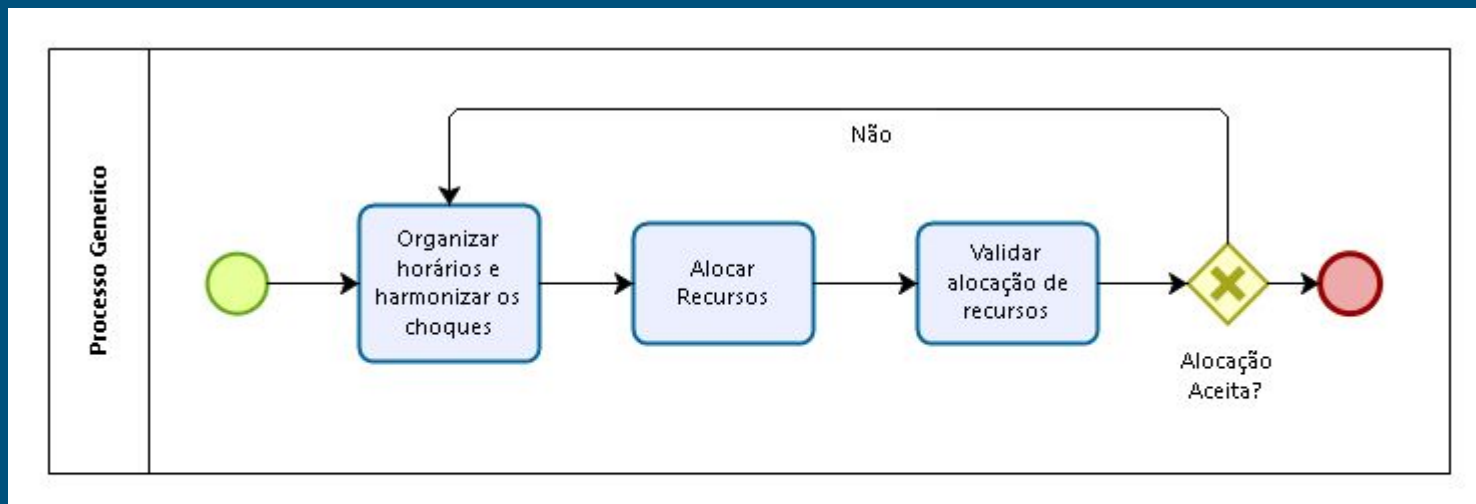 Processo Generico
Não
Organizar
horários e
harmonizar os
choques
Alocar
Recursos
Validar
alocação de
recursos
Alocação
Aceita?